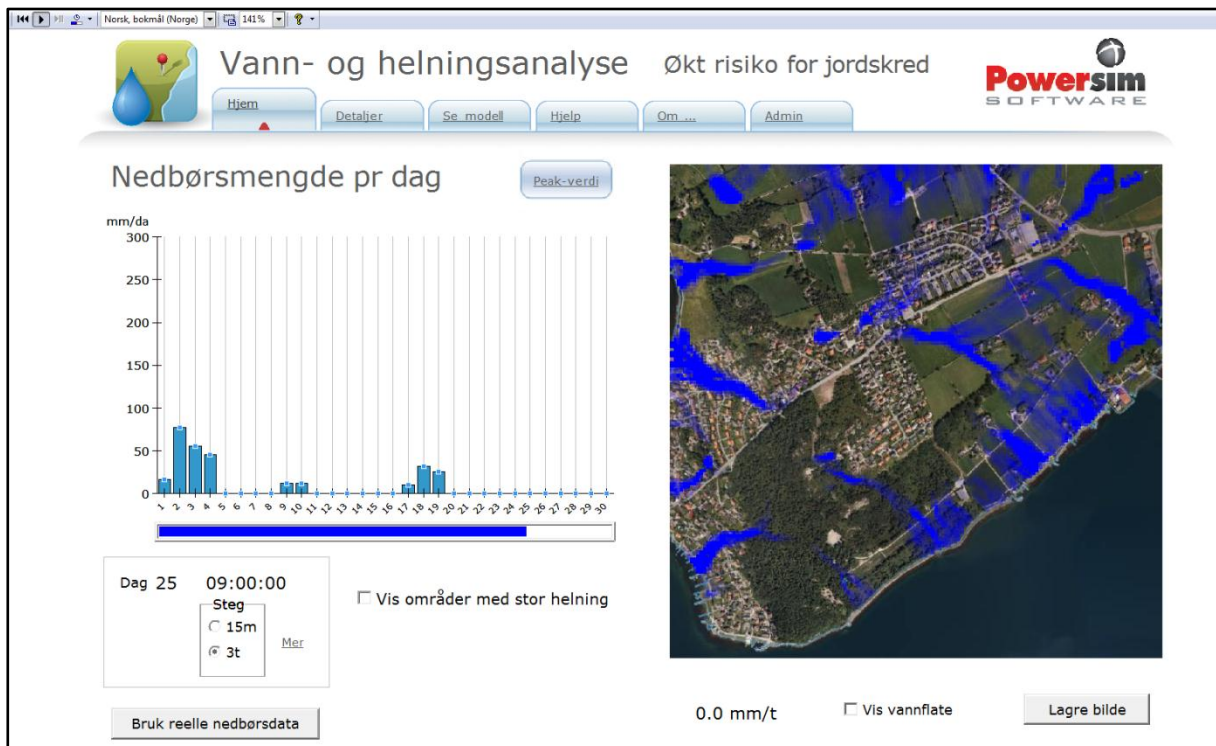 Norsk, bokmål (Norge) 141%
Vann- og helningsanalyse Økt risiko for jordskred
Powersim
SOFTWARE
Hjem Detaljer Se modell Hjelp Om ... Admin
Nedbørsmengde pr dag Peak-verdi
mm/da
300
250
200
150
100
50
0
1 2 3 4 5 6 7 8 9 10 11 12 13 14 15 16 17 18 19 20 21 22 23 24 25 26 27 28 29 30
Dag 25 09:00:00
Steg
15m
3t
Mer
Vis områder med stor helning
Bruk reelle nedbørsdata
0.0 mm/t Vis vannflate Lagre bilde